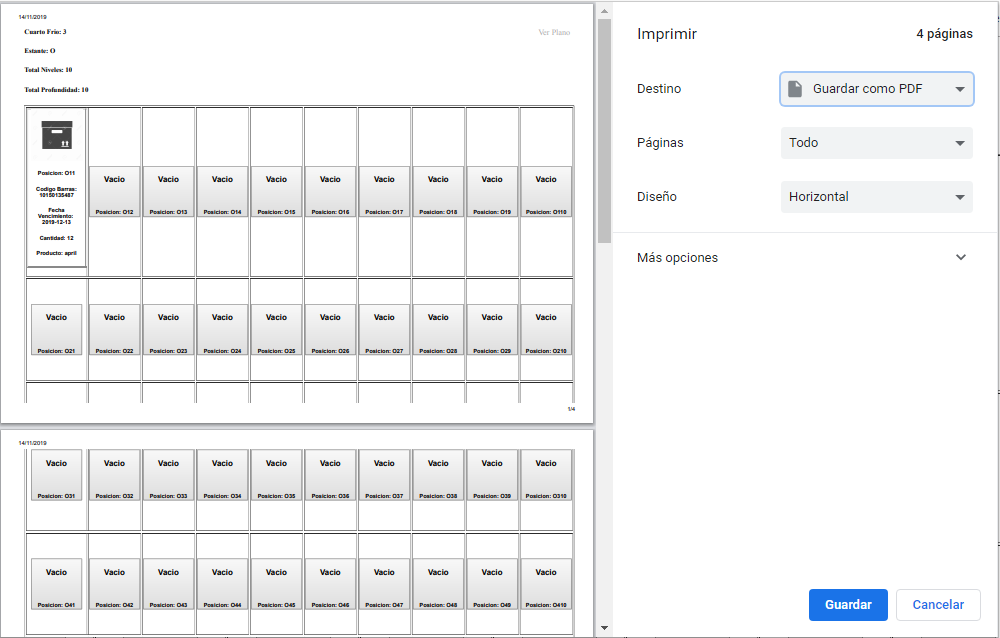 14/11/2019
Cuarto Frio: 3
Ver Plano
Estante: O
Total Niveles: 10
Total Profundidad: 10
Posicion: O11
Codigo Barras:
10150135487
Fecha
Vencimiento:
2019-12-13
Cantidad: 12
Producto: april
Vacio Vacio Vacio Vacio Vacio Vacio Vacio Vacio Vacio
Posicion: O12 Posicion: O13 Posicion: O14 Posicion: O15 Posicion: O16 Posicion: O17 Posicion: O18 Posicion: O19 Posicion: O110
Vacio Vacio Vacio Vacio Vacio Vacio Vacio Vacio Vacio Vacio
Posicion: O21 Posicion: O22 Posicion: O23 Posicion: O24 Posicion: O25 Posicion: O26 Posicion: O27 Posicion: O28 Posicion: O29 Posicion: O210
1/4
14/11/2019
Vacio Vacio Vacio Vacio Vacio Vacio Vacio Vacio Vacio Vacio
Posicion: O31 Posicion: O32 Posicion: O33 Posicion: O34 Posicion: O35 Posicion: O36 Posicion: O37 Posicion: O38 Posicion: O39 Posicion: O310
Vacio Vacio Vacio Vacio Vacio Vacio Vacio Vacio Vacio Vacio
Posicion: O41 Posicion: O42 Posicion: O43 Posicion: O44 Posicion: O45 Posicion: O46 Posicion: O47 Posicion: O48 Posicion: O49 Posicion: O410
Imprimir
4 páginas
Destino
Guardar como PDF
Páginas
Todo
Diseño
Horizontal
Más opciones
Guardar
Cancelar